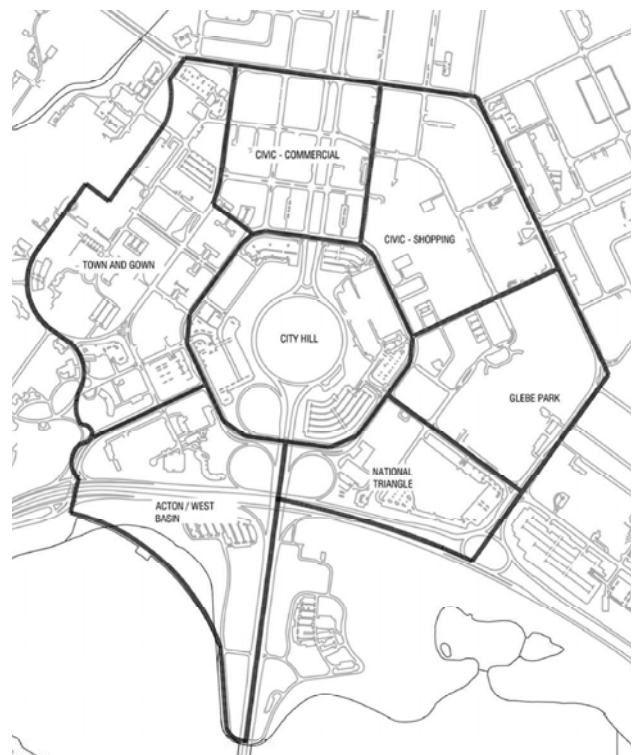 CIVIC - COMMERCIAL
CIVIC - SHOPPING
TOWN AND GOWN
CITY HILL
GLEBE PARK
NATIONAL
TRIANGLE
ACTON / WEST
BASIN